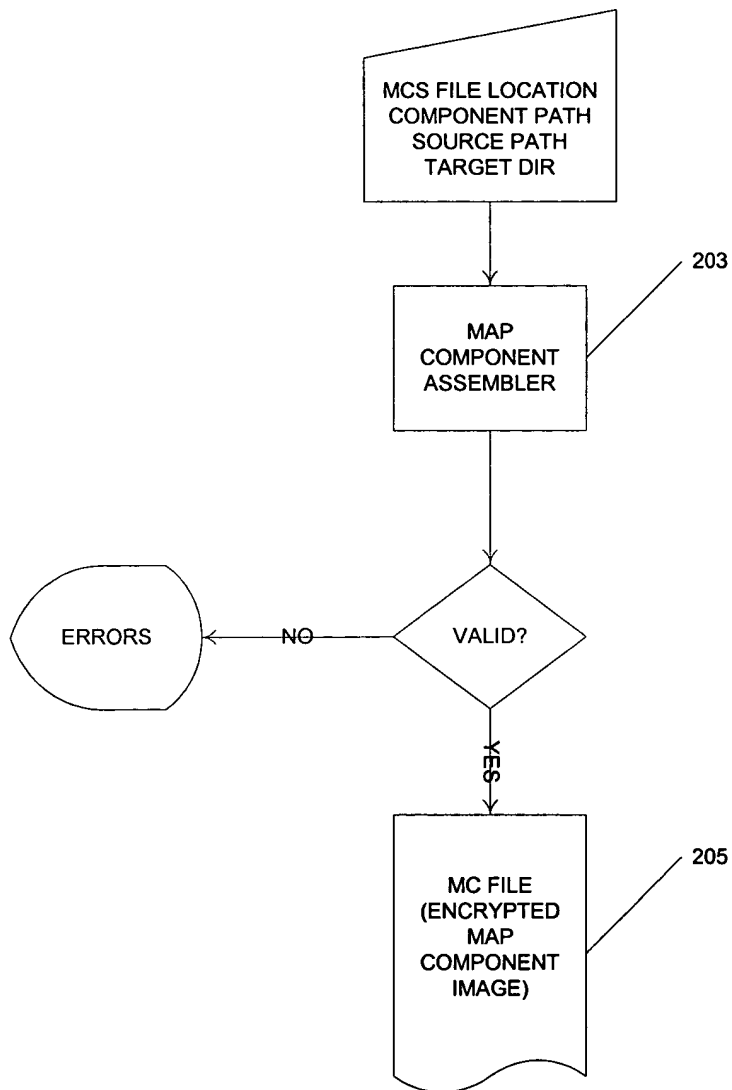 MCS FILE LOCATION
COMPONENT PATH
SOURCE PATH
TARGET DIR
203
MAP
COMPONENT
ASSEMBLER
ERRORS
NO
VALID?
YES
205
MC FILE
(ENCRYPTED
MAP
COMPONENT
IMAGE)